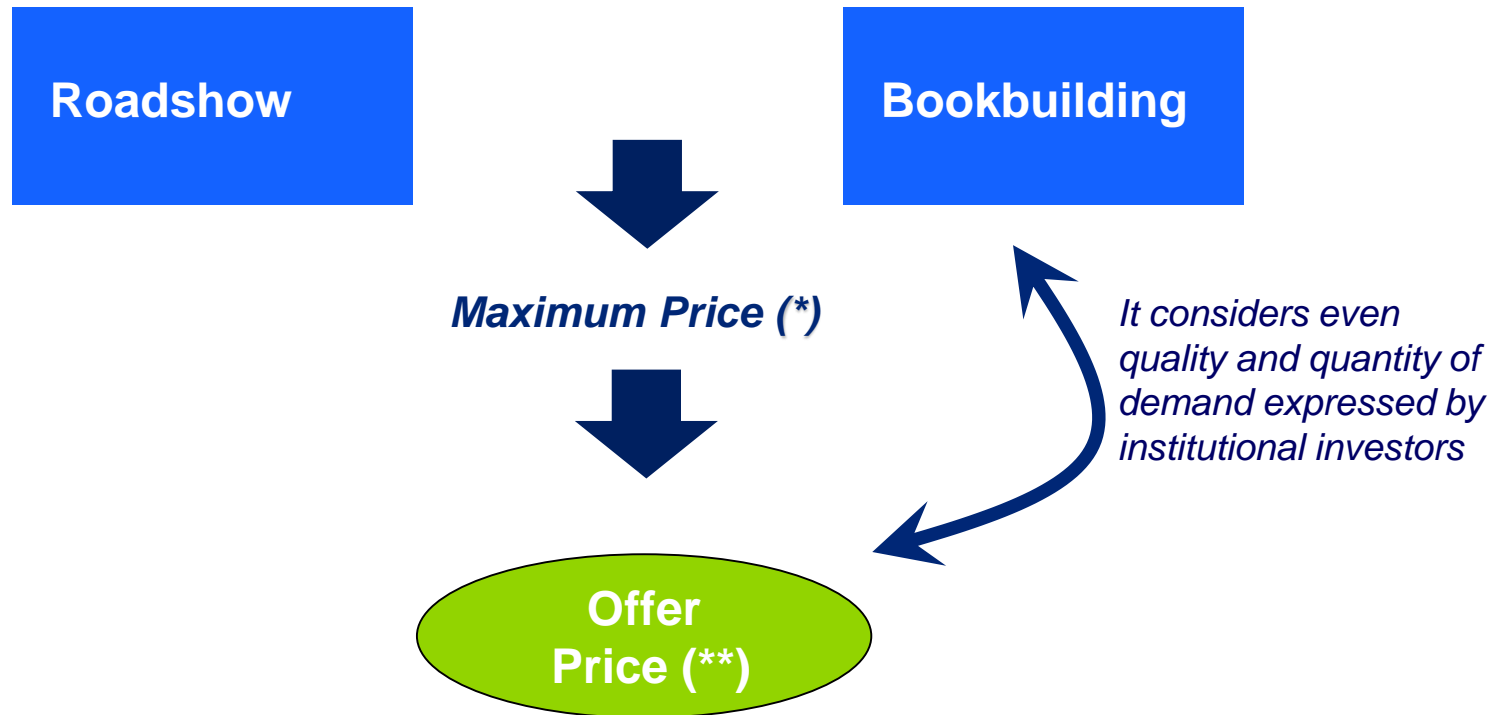 Roadshow
Bookbuilding
Maximum Price (*)
It considers even
quality and quantity of
demand expressed by
institutional investors
Offer
Price (**)